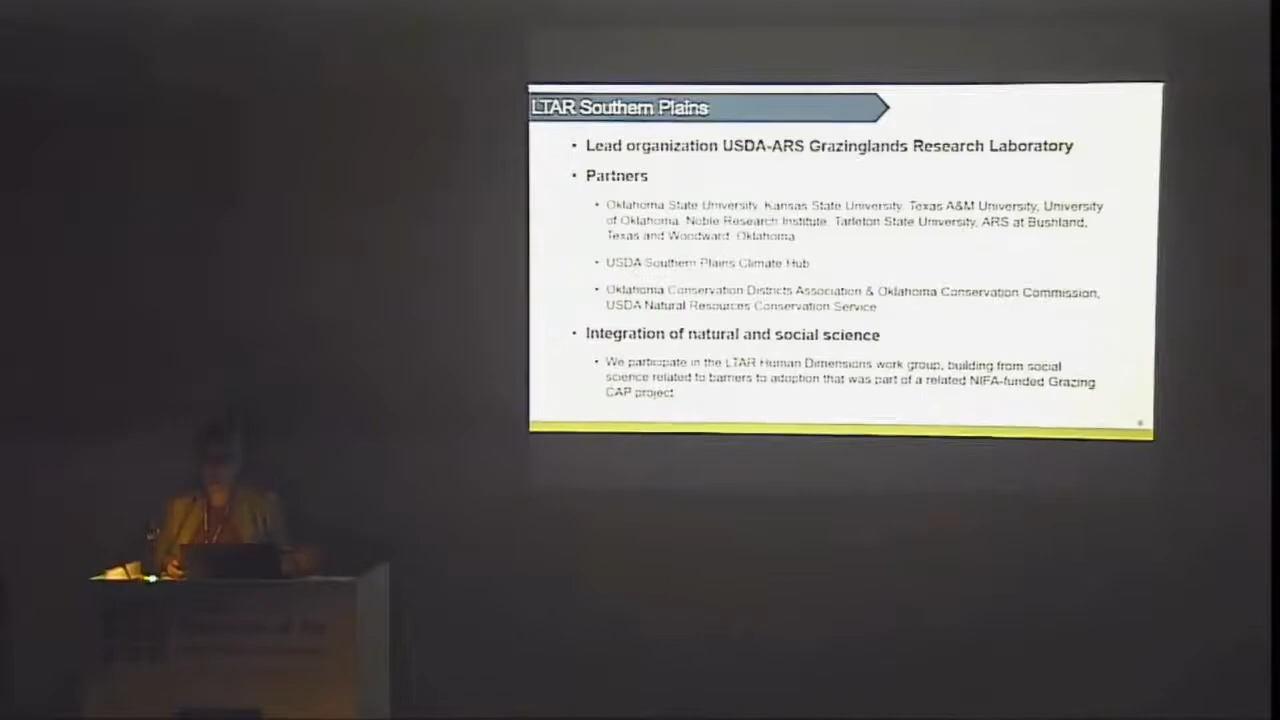 LTAR Southern Plains
• Lead organization USDA-ARS Grazinglands Research Laboratory
• Partners
• Oklahoma State University, Kansas State University, Texas A&M University, University
of Oklahoma, Noble Research Institute, Tarleton State University, ARS at Bushland,
Texas and Woodward, Oklahoma
• USDA Southern Plains Climate Hub
• Oklahoma Conservation Districts Association & Oklahoma Conservation Commission,
USDA Natural Resources Conservation Service
• Integration of natural and social science
• We participate in the LTAR Human Dimensions work group, building from social
science related to barriers to adoption that was part of a related NIFA-funded Grazing
CAP project